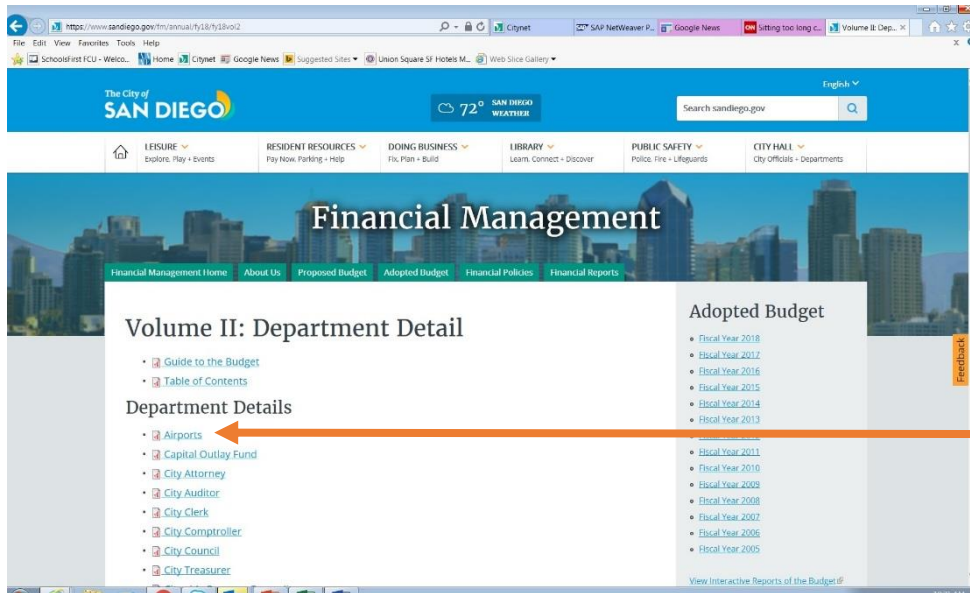 https://www.sandiego.gov/fm/annual/fy18/fy18vol2
Citynet
SAP NetWeaver P...
Google News
Sitting too long c...
Volume II: Dep...
File Edit View Favorites Tools Help
SchoolsFirst FCU - Welco...
Home
Citynet
Google News
Suggested Sites
Union Square SF Hotels M...
Web Slice Gallery
English
The City of
SAN DIEGO
72° SAN DIEGO WEATHER
Search sandiego.gov
LEISURE
Explore, Play + Events
RESIDENT RESOURCES
Pay Now, Parking + Help
DOING BUSINESS
Fix, Plan + Build
LIBRARY
Learn, Connect + Discover
PUBLIC SAFETY
Police, Fire + Lifeguards
CITY HALL
City Officials + Departments
Financial Management
Financial Management Home
About Us
Proposed Budget
Adopted Budget
Financial Policies
Financial Reports
Volume II: Department Detail
Guide to the Budget
Table of Contents
Department Details
Airports
Capital Outlay Fund
City Attorney
City Auditor
City Clerk
City Comptroller
City Council
City Treasurer
Adopted Budget
Fiscal Year 2018
Fiscal Year 2017
Fiscal Year 2016
Fiscal Year 2015
Fiscal Year 2014
Fiscal Year 2013
Fiscal Year 2011
Fiscal Year 2010
Fiscal Year 2009
Fiscal Year 2008
Fiscal Year 2007
Fiscal Year 2006
Fiscal Year 2005
View Interactive Reports of the Budget
Feedback